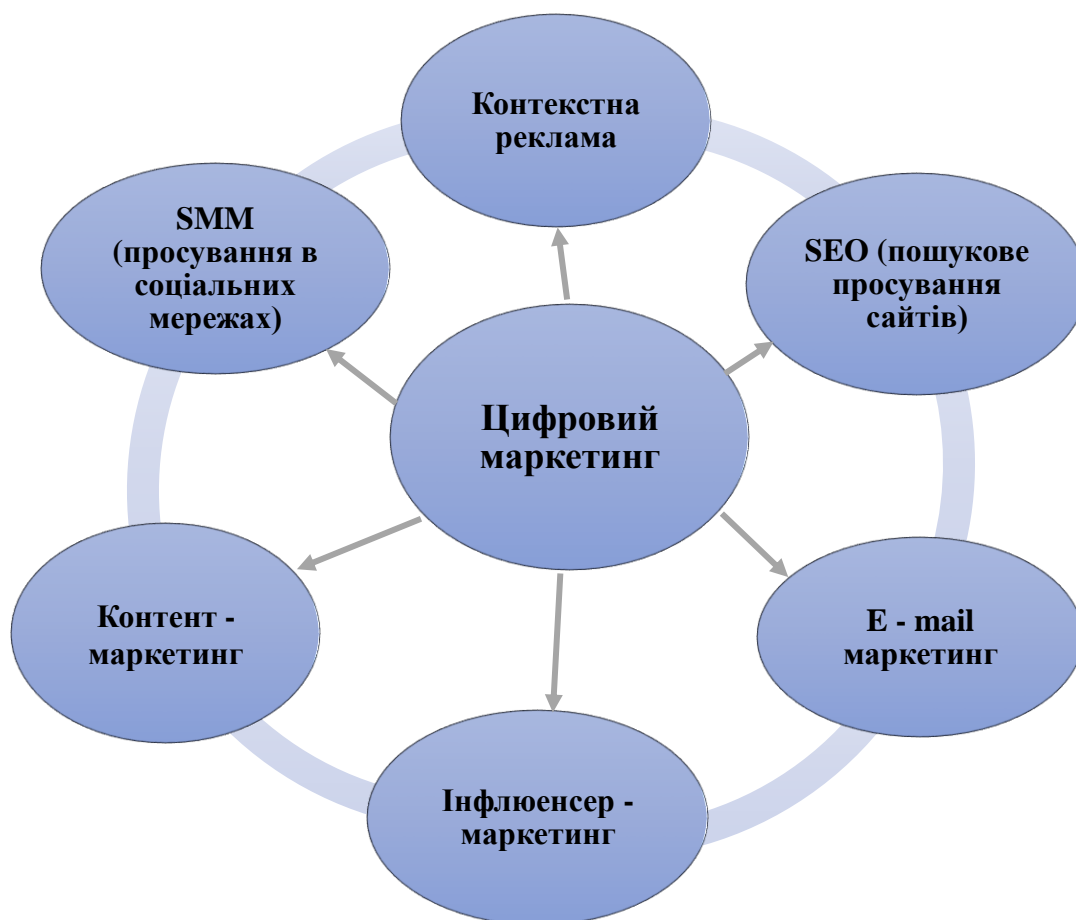 Контекстна
реклама
SMM
(просування в
соціальних
мережах)
SEO (пошукове
просування
сайтів)
Цифровий
маркетинг
Контент -
маркетинг
E - mail
маркетинг
Інфлюенсер -
маркетинг